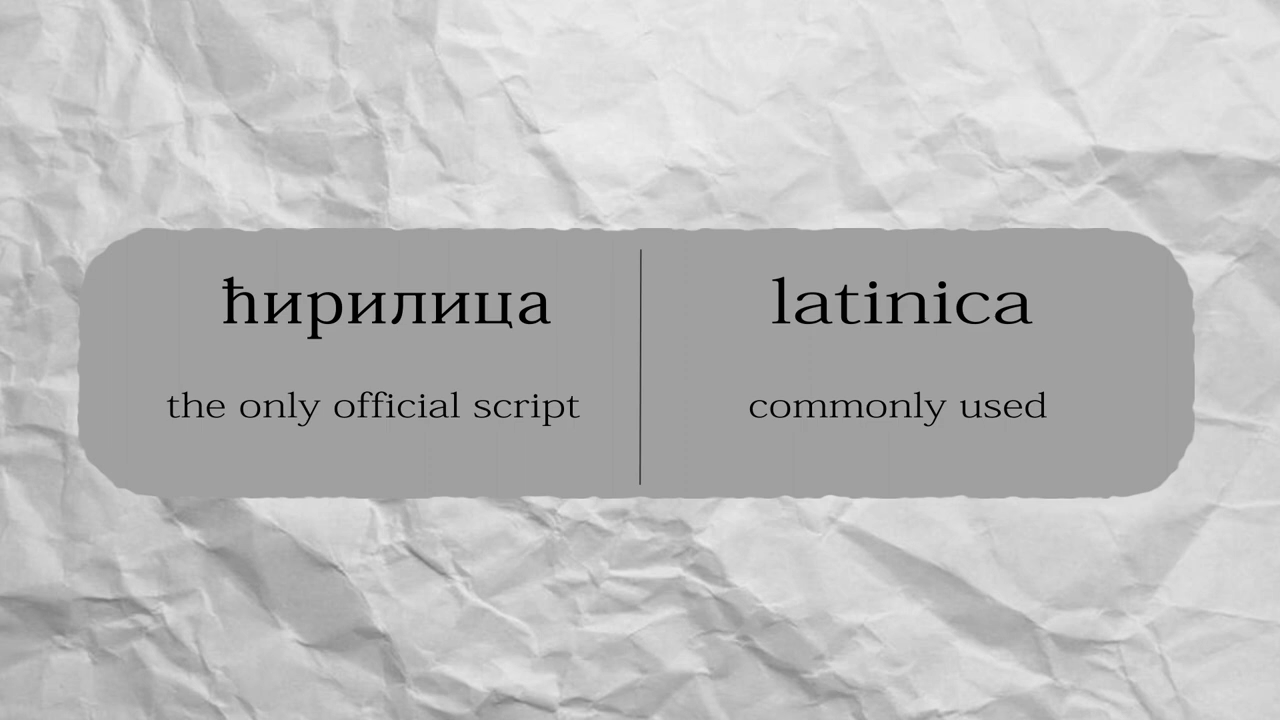 ћирилица
the only official script
latinica
commonly used